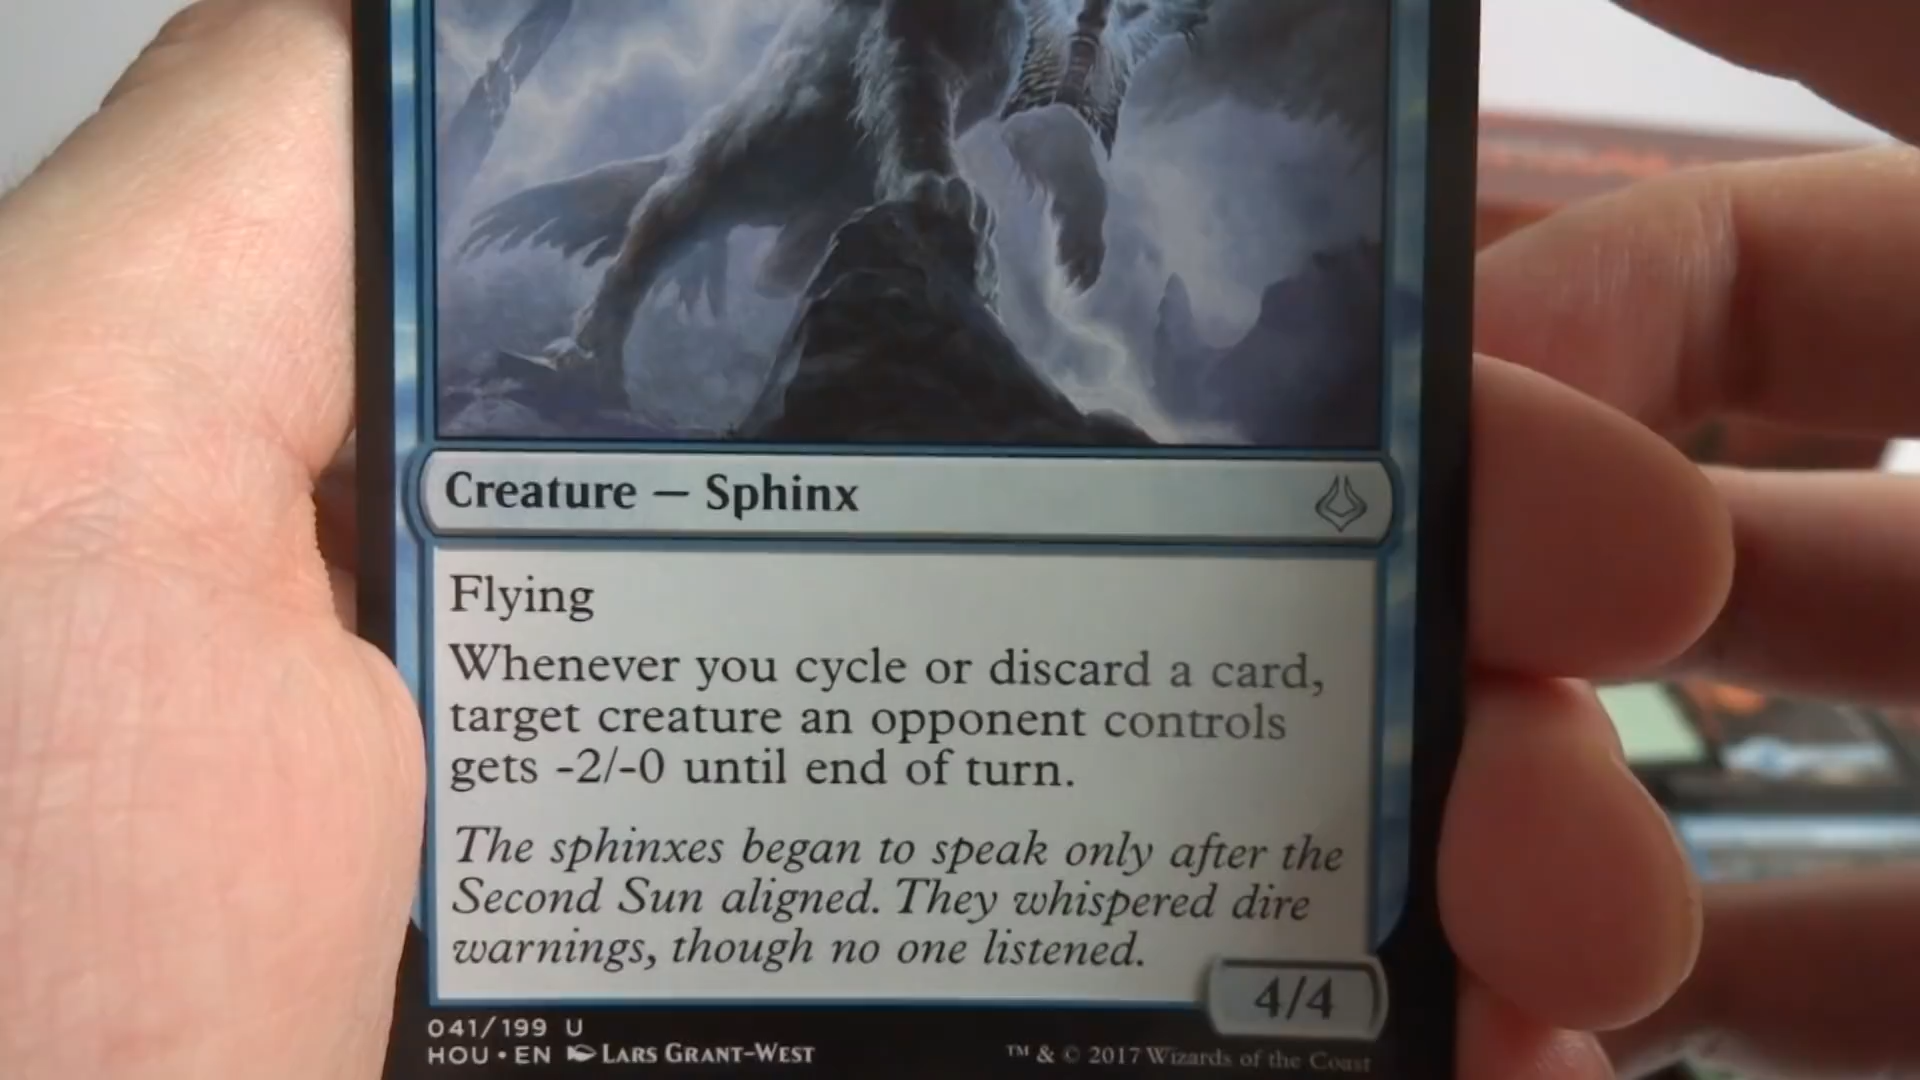 Creature — Sphinx
Flying
Whenever you cycle or discard a card,
target creature an opponent controls
gets -2/-0 until end of turn.
The sphinxes began to speak only after the
Second Sun aligned. They whispered dire
warnings, though no one listened.
4/4
041/199 U
HOU • EN LARS GRANT-WEST
™ & © 2017 Wizards of the Coast